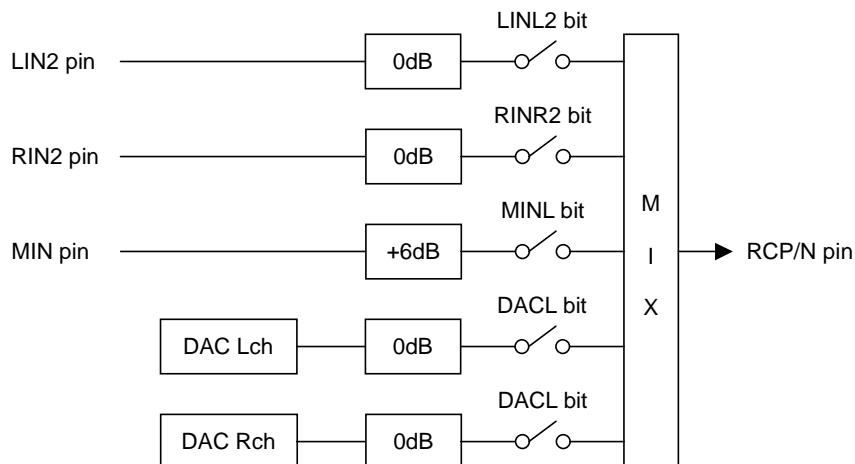 LINL2 bit
LIN2 pin
0dB
RINR2 bit
RIN2 pin
0dB
MINL bit
MIN pin
+6dB
M
I
X
RCP/N pin
DACL bit
DAC Lch
0dB
DACL bit
DAC Rch
0dB